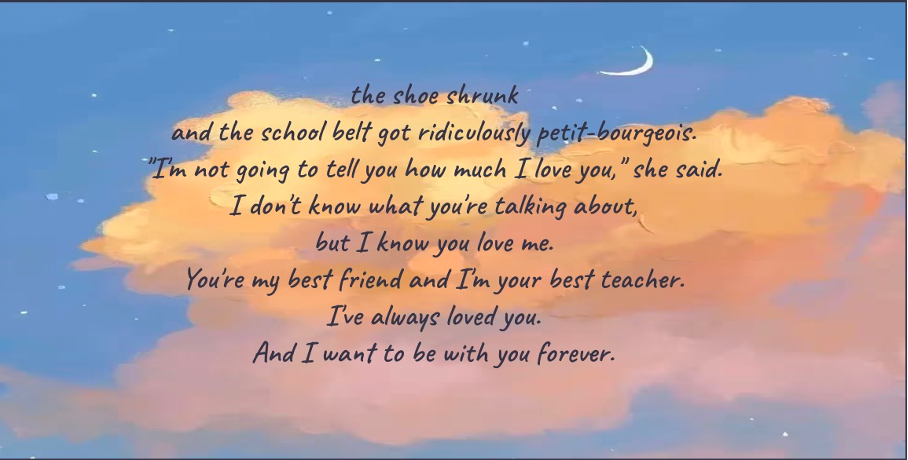 the shoe shrunk
and the school belt got ridiculously petit-bourgeois.
"I'm not going to tell you how much I love you," she said.
I don't know what you're talking about,
but I know you love me.
You're my best friend and I'm your best teacher.
I've always loved you.
And I want to be with you forever.